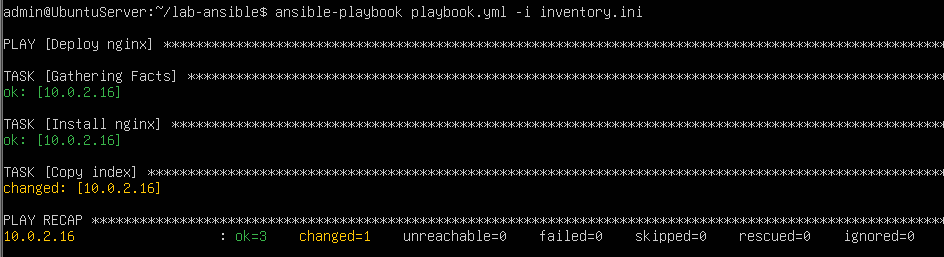 admin@UbuntuServer:~/lab-ansible$ ansible-playbook playbook.yml -i inventory.ini
PLAY [Deploy nginx] ****************************************************************************************************
TASK [Gathering Facts] *************************************************************************************************
ok: [10.0.2.16]
TASK [Install nginx] ***************************************************************************************************
ok: [10.0.2.16]
TASK [Copy index] ******************************************************************************************************
changed: [10.0.2.16]
PLAY RECAP *************************************************************************************************************
10.0.2.16                  : ok=3    changed=1    unreachable=0    failed=0    skipped=0    rescued=0    ignored=0